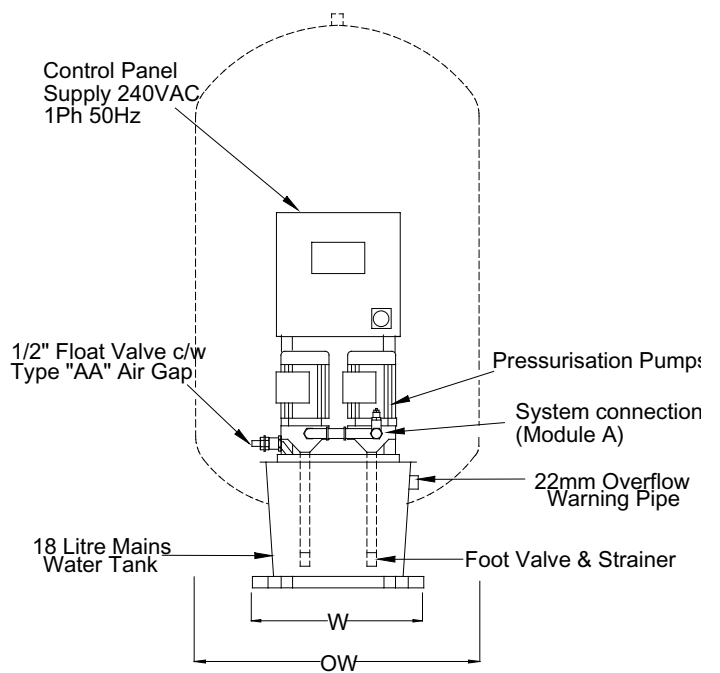 Control Panel
Supply 240VAC
1Ph 50Hz
1/2" Float Valve c/w
Type "AA" Air Gap
Pressurisation Pumps
System connection
(Module A)
22mm Overflow
Warning Pipe
18 Litre Mains
Water Tank
Foot Valve & Strainer
W
OW